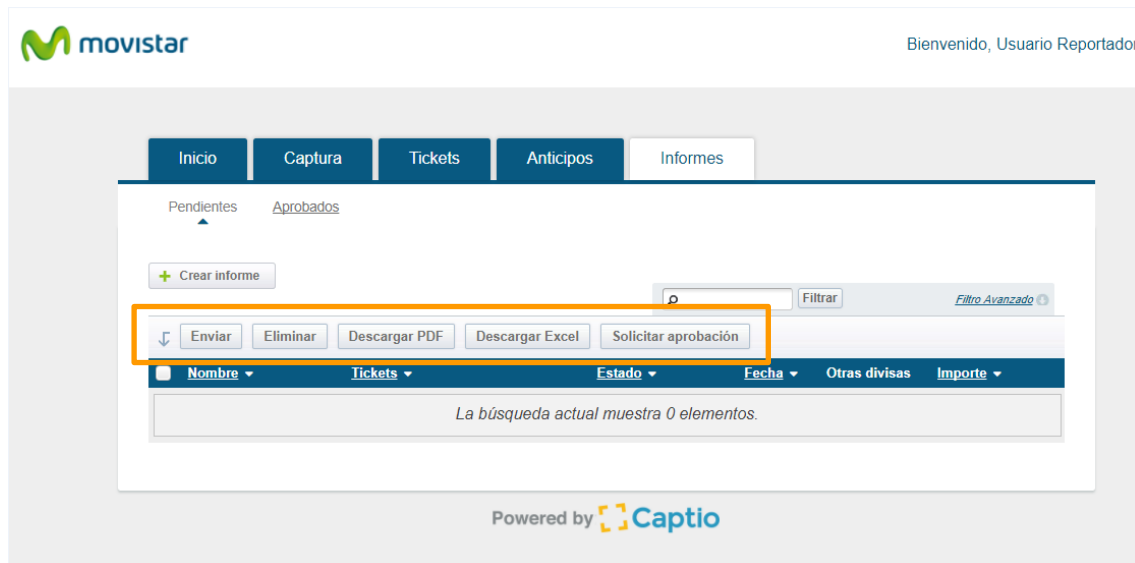 movistar
Bienvenido, Usuario Reportador
Inicio Captura Tickets Anticipos Informes
Pendientes Aprobados
+ Crear informe
Filtrar Filtro Avanzado
Enviar Eliminar Descargar PDF Descargar Excel Solicitar aprobación
Nombre Tickets Estado Fecha Otras divisas Importe
La búsqueda actual muestra 0 elementos.
Powered by Captio